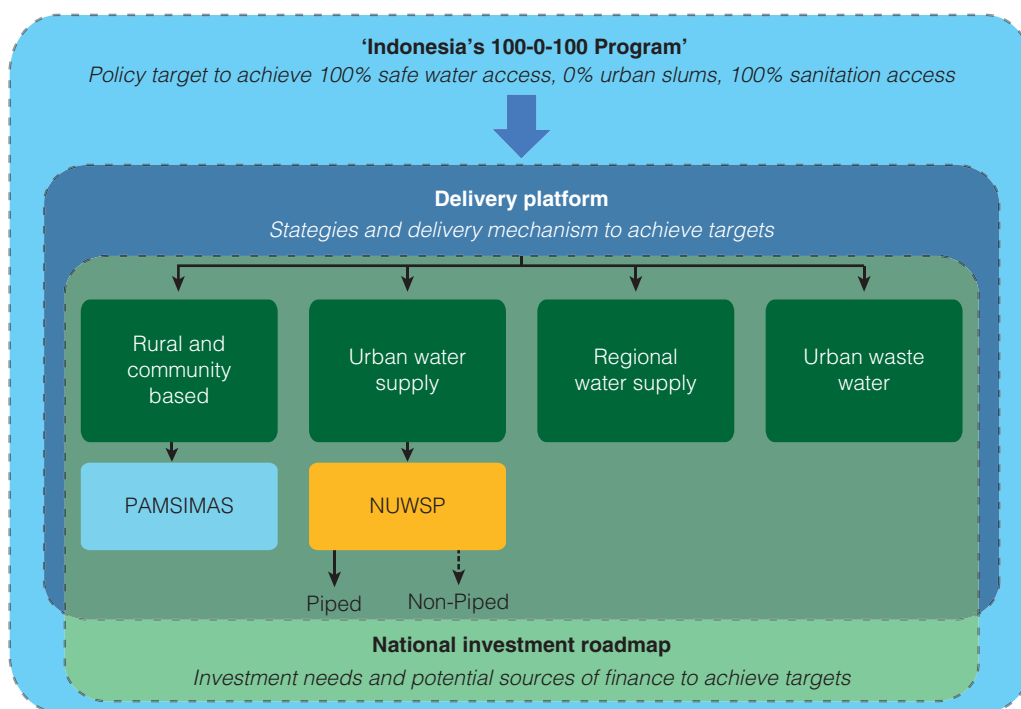 ‘Indonesia’s 100-0-100 Program’
Policy target to achieve 100% safe water access, 0% urban slums, 100% sanitation access
Delivery platform
Stategies and delivery mechanism to achieve targets
Rural and
community
based
Urban water
supply
Regional
water supply
Urban waste
water
PAMSIMAS
NUWSP
Piped
Non-Piped
National investment roadmap
Investment needs and potential sources of finance to achieve targets